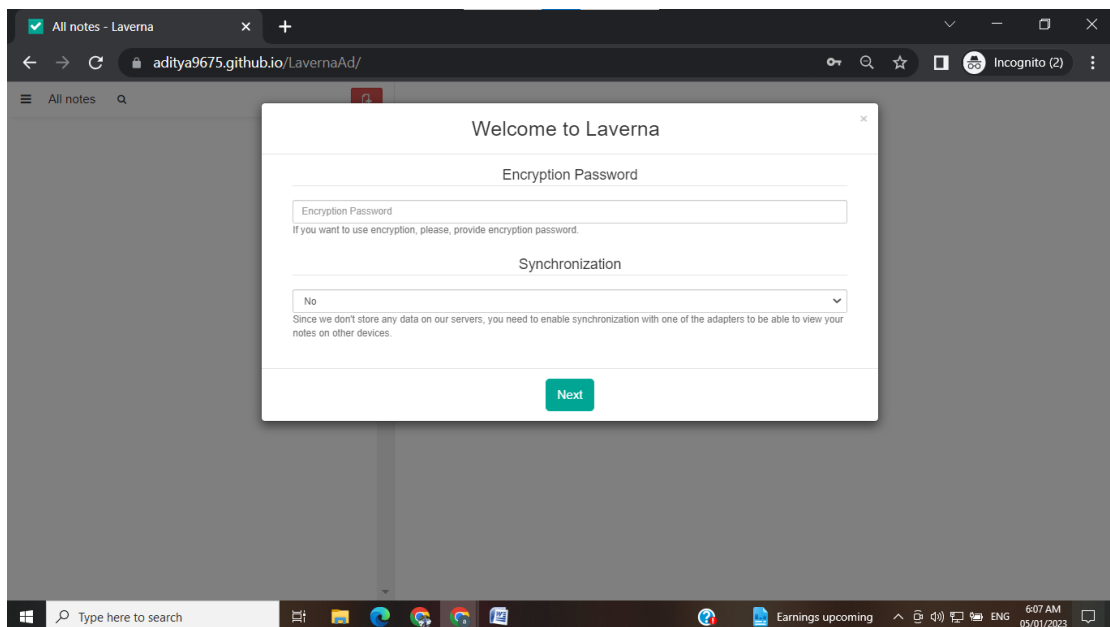 All notes - Laverna
aditya9675.github.io/LavernaAd/
Incognito (2)
All notes
Welcome to Laverna
Encryption Password
Encryption Password
If you want to use encryption, please, provide encryption password.
Synchronization
No
Since we don't store any data on our servers, you need to enable synchronization with one of the adapters to be able to view your
notes on other devices.
Next
Type here to search
Earnings upcoming
ENG
6:07 AM
05/01/2023